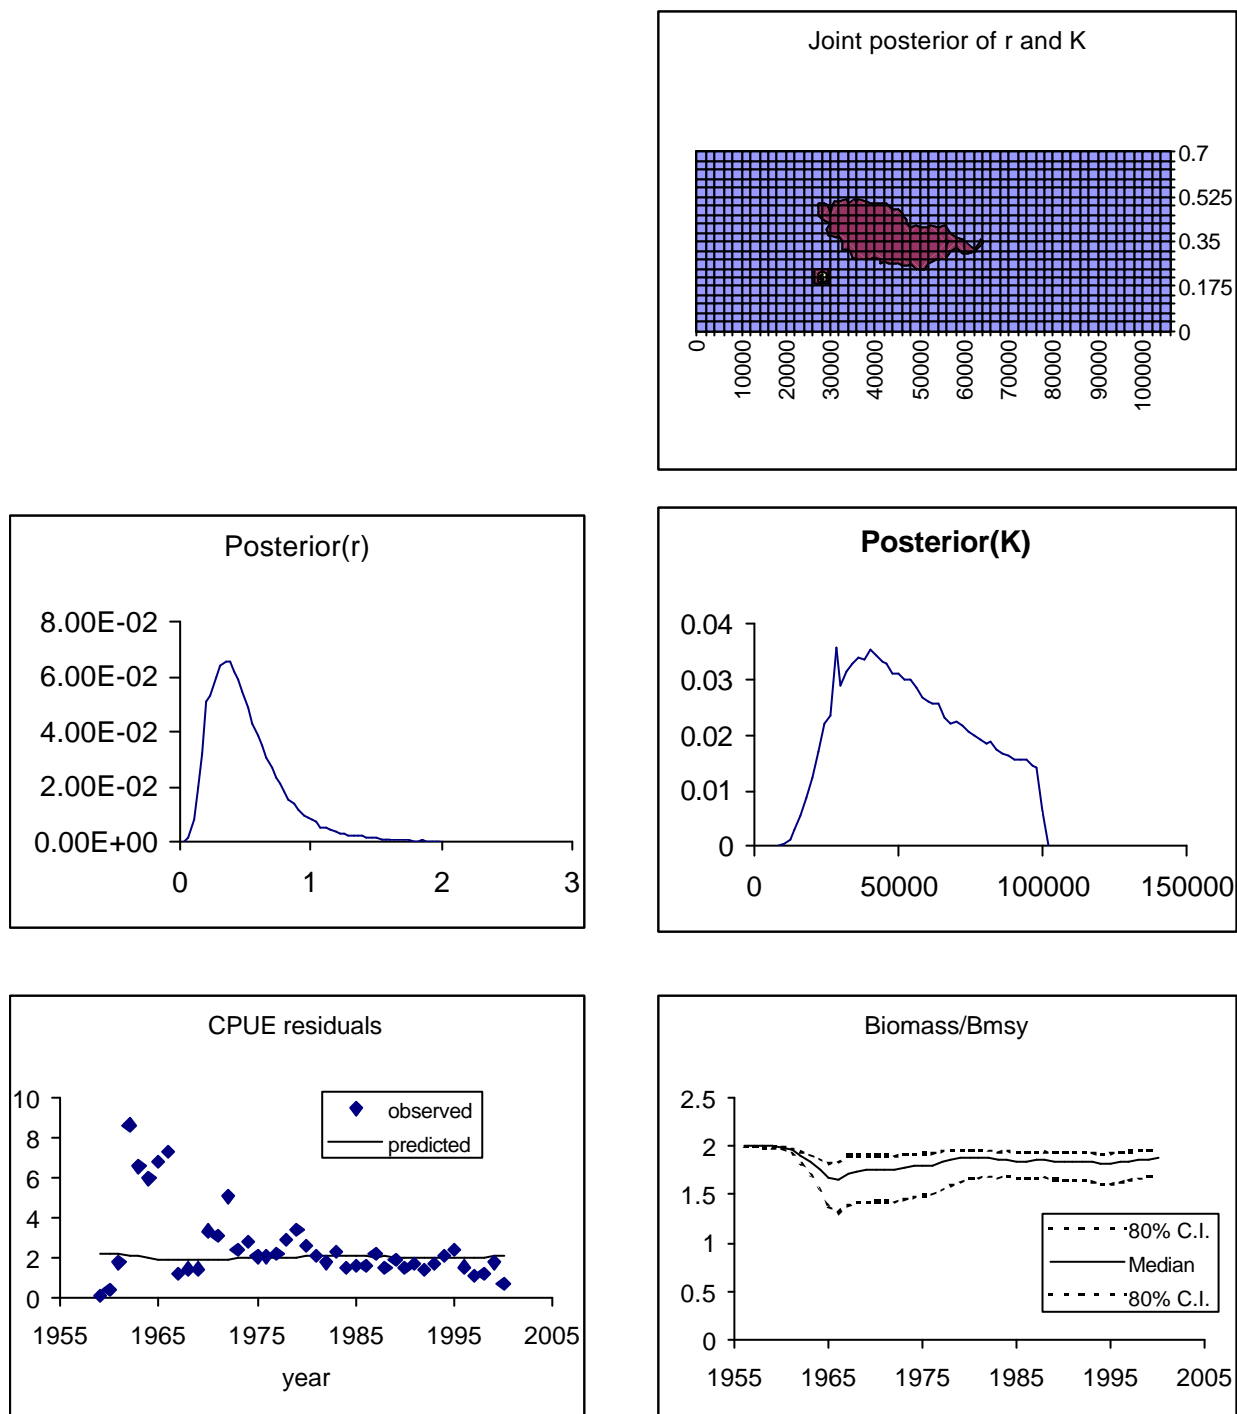 Joint posterior of r and K
0.7
0.525
0.35
0.175
0
0
10000
20000
30000
40000
50000
60000
70000
80000
90000
100000
Posterior(r)
8.00E-02
6.00E-02
4.00E-02
2.00E-02
0.00E+00
0 1 2 3
Posterior(K)
0.04
0.03
0.02
0.01
0
0 50000 100000 150000
CPUE residuals
10
8
6
4
2
0
observed
predicted
1955 1965 1975 1985 1995 2005
year
Biomass/Bmsy
2.5
2
1.5
1
0.5
0
80% C.I.
Median
80% C.I.
1955 1965 1975 1985 1995 2005